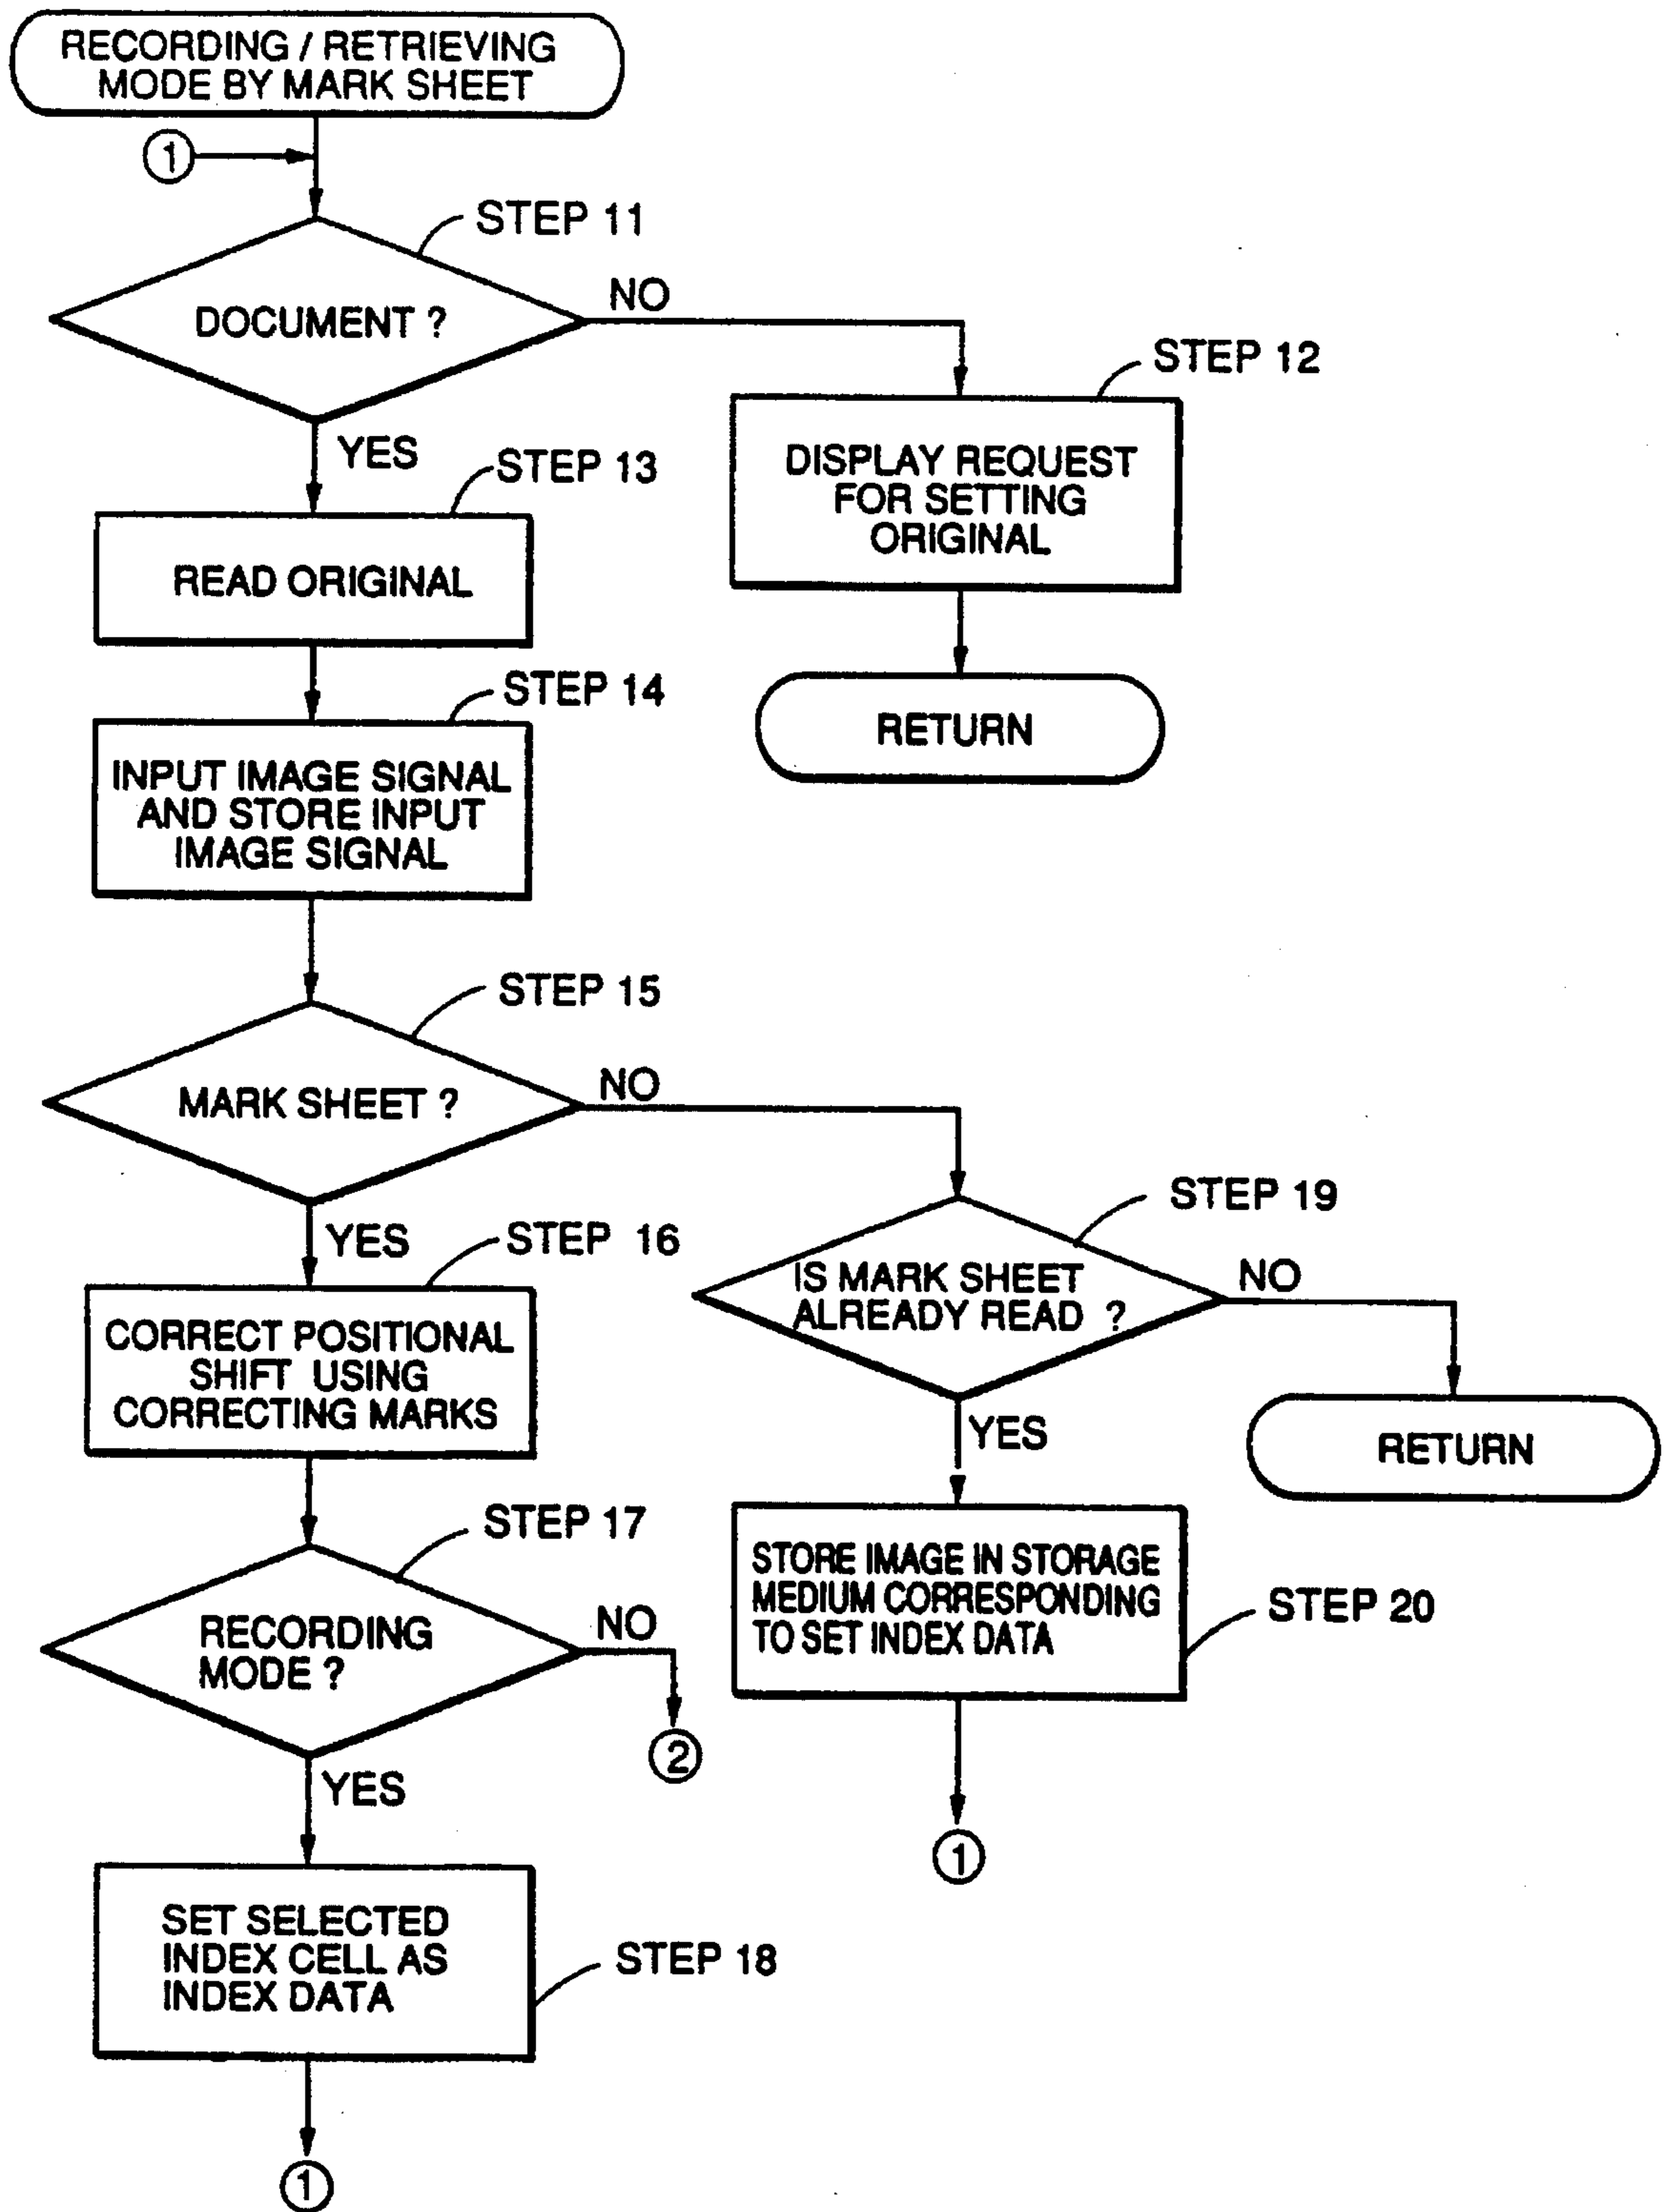 RECORDING / RETRIEVING
MODE BY MARK SHEET
1
STEP 11
DOCUMENT ?
NO
YES
STEP 12
DISPLAY REQUEST
FOR SETTING
ORIGINAL
RETURN
STEP 13
READ ORIGINAL
STEP 14
INPUT IMAGE SIGNAL
AND STORE INPUT
IMAGE SIGNAL
STEP 15
MARK SHEET ?
NO
YES
STEP 16
CORRECT POSITIONAL
SHIFT USING
CORRECTING MARKS
STEP 19
IS MARK SHEET
ALREADY READ ?
NO
RETURN
YES
STEP 17
RECORDING
MODE ?
NO
2
YES
STORE IMAGE IN STORAGE
MEDIUM CORRESPONDING
TO SET INDEX DATA
STEP 20
1
SET SELECTED
INDEX CELL AS
INDEX DATA
STEP 18
1